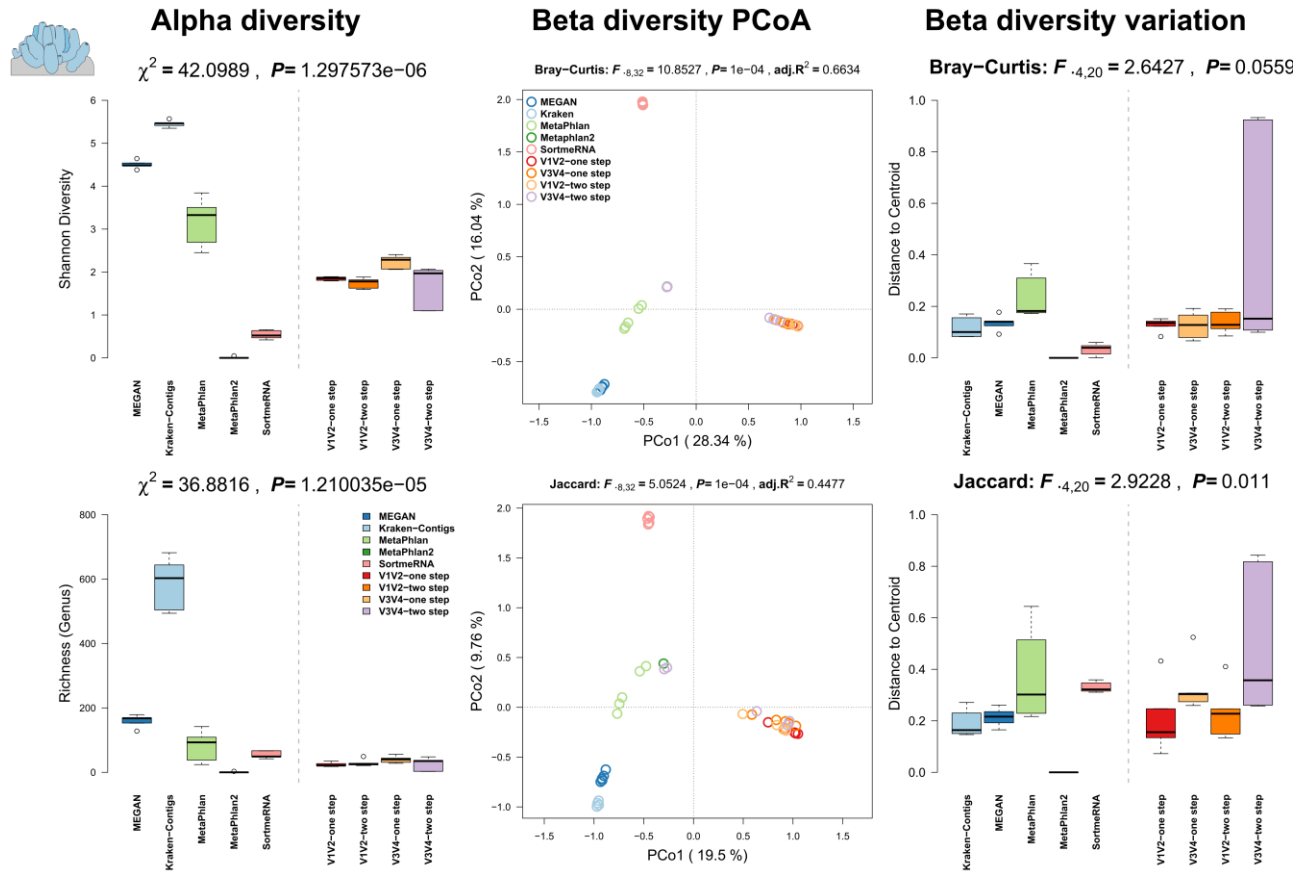 Alpha diversity
Beta diversity PCoA
Beta diversity variation
χ² = 42.0989 , P= 1.297573e−06
Shannon Diversity
6
5
4
3
2
1
0
MEGAN
Kraken−Contigs
MetaPhlan
MetaPhlan2
SortmeRNA
V1V2−one step
V1V2−two step
V3V4−one step
V3V4−two step
Bray−Curtis: F .8,32 = 10.8527 , P= 1e−04 , adj.R² = 0.6634
MEGAN
Kraken
MetaPhlan
Metaphlan2
SortmeRNA
V1V2−one step
V3V4−one step
V1V2−two step
V3V4−two step
PCo2 ( 16.04 %)
2.0
1.5
1.0
0.5
0.0
−0.5
−1.5
−1.0
−0.5
0.0
0.5
1.0
1.5
PCo1 ( 28.34 %)
Bray−Curtis: F .4,20 = 2.6427 , P= 0.0559
Distance to Centroid
1.0
0.8
0.6
0.4
0.2
0.0
Kraken−Contigs
MEGAN
MetaPhlan
MetaPhlan2
SortmeRNA
V1V2−one step
V3V4−one step
V1V2−two step
V3V4−two step
χ² = 36.8816 , P= 1.210035e−05
Richness (Genus)
800
600
400
200
0
MEGAN
Kraken−Contigs
MetaPhlan
MetaPhlan2
SortmeRNA
V1V2−one step
V1V2−two step
V3V4−one step
V3V4−two step
MEGAN
Kraken−Contigs
MetaPhlan
MetaPhlan2
SortmeRNA
V1V2−one step
V1V2−two step
V3V4−one step
V3V4−two step
Jaccard: F .8,32 = 5.0524 , P= 1e−04 , adj.R² = 0.4477
PCo2 ( 9.76 %)
2.0
1.5
1.0
0.5
0.0
−0.5
−1.0
−1.5
−1.0
−0.5
0.0
0.5
1.0
1.5
PCo1 ( 19.5 %)
Jaccard: F .4,20 = 2.9228 , P= 0.011
Distance to Centroid
1.0
0.8
0.6
0.4
0.2
0.0
Kraken−Contigs
MEGAN
MetaPhlan
MetaPhlan2
SortmeRNA
V1V2−one step
V3V4−one step
V1V2−two step
V3V4−two step